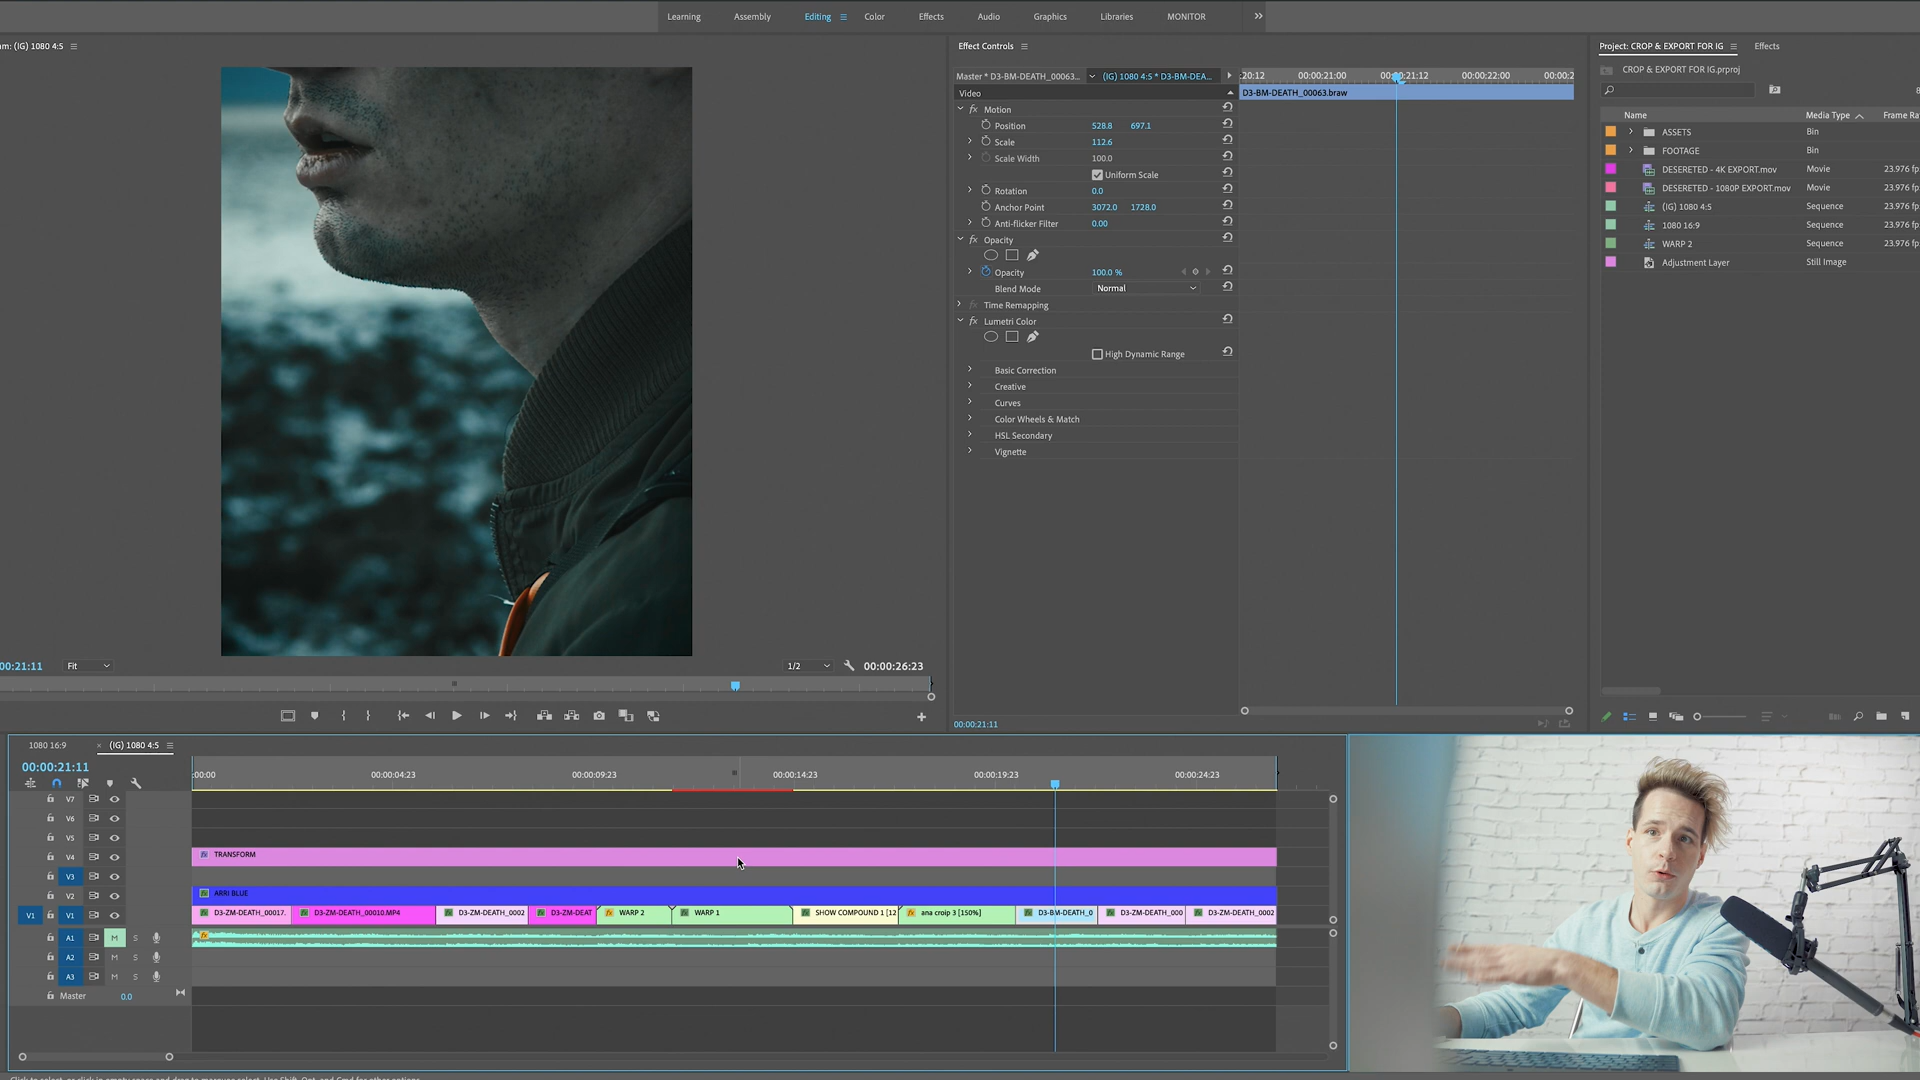 Learning Assembly Editing Color Effects Audio Graphics Libraries MONITOR
am: (IG) 1080 4:5
Effect Controls
Project: CROP & EXPORT FOR IG Effects
CROP & EXPORT FOR IG.prproj
Master * D3-BM-DEATH_00063... (IG) 1080 4:5 * D3-BM-DEA...
:20:12 00:00:21:00 00:00:21:12 00:00:22:00 00:00:2
Video
D3-BM-DEATH_00063.braw
Motion
Position 528.8 697.1
Scale 112.6
Scale Width 100.0
Uniform Scale
Rotation 0.0
Anchor Point 3072.0 1728.0
Anti-flicker Filter 0.00
Opacity
Opacity 100.0 %
Blend Mode Normal
Time Remapping
Lumetri Color
High Dynamic Range
Basic Correction
Creative
Curves
Color Wheels & Match
HSL Secondary
Vignette
00:00:21:11
Name Media Type Frame Ra
ASSETS Bin
FOOTAGE Bin
DESERETED - 4K EXPORT.mov Movie 23.976 fp
DESERETED - 1080P EXPORT.mov Movie 23.976 fp
(IG) 1080 4:5 Sequence 23.976 fp
1080 16:9 Sequence 23.976 fp
WARP 2 Sequence 23.976 fp
Adjustment Layer Still Image
00:21:11 Fit 1/2 00:00:26:23
1080 16:9 × (IG) 1080 4:5
00:00:21:11
:00:00 00:00:04:23 00:00:09:23 00:00:14:23 00:00:19:23 00:00:24:23
V7
V6
V5
V4 TRANSFORM
V3
V2 ARRI BLUE
V1 V1 D3-ZM-DEATH_00017. D3-ZM-DEATH_00010.MP4 D3-ZM-DEATH_0002 D3-ZM-DEAT WARP 2 WARP 1 SHOW COMPOUND 1 [12 ana croip 3 [150%] D3-BM-DEATH_0 D3-ZM-DEATH_000 D3-ZM-DEATH_0002
A1 M S
A2 M S
A3 M S
Master 0.0